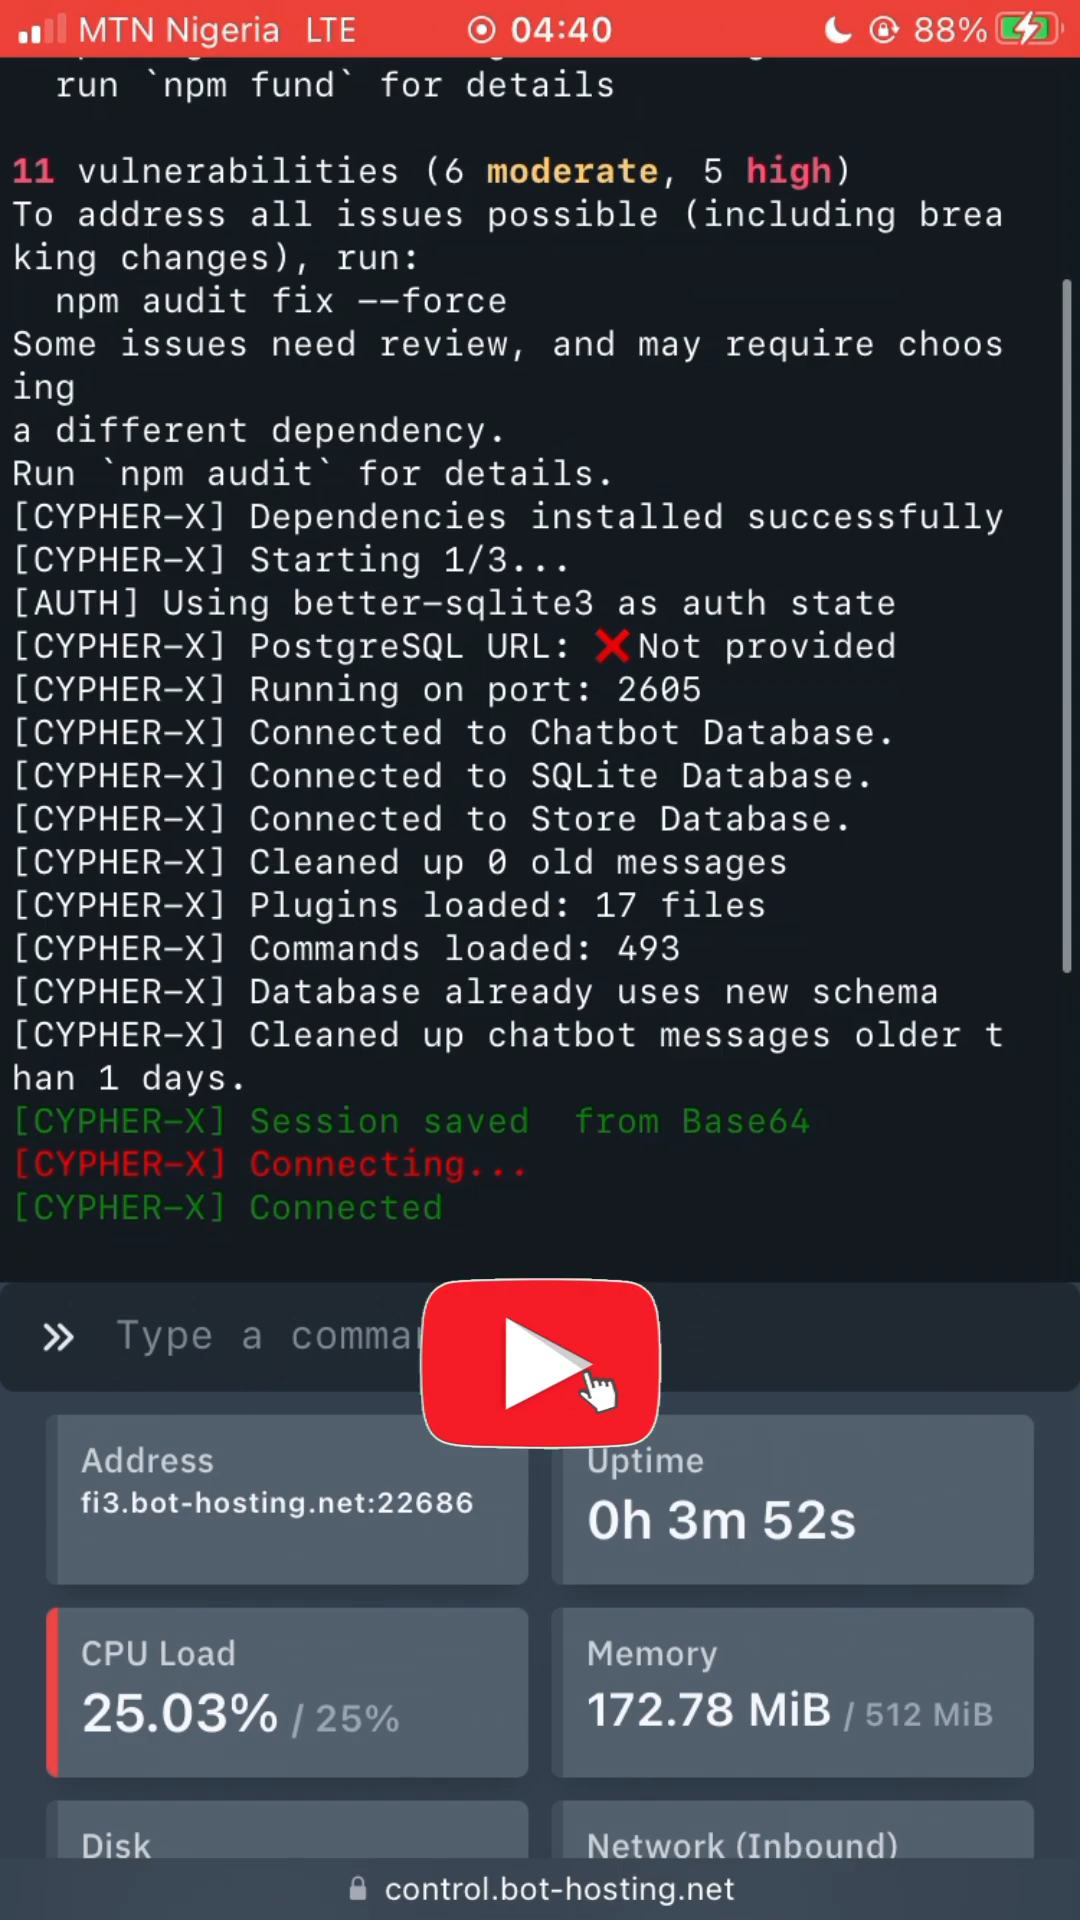 MTN Nigeria LTE 04:40 88%
run `npm fund` for details
11 vulnerabilities (6 moderate, 5 high)
To address all issues possible (including brea
king changes), run:
npm audit fix --force
Some issues need review, and may require choos
ing
a different dependency.
Run `npm audit` for details.
[CYPHER-X] Dependencies installed successfully
[CYPHER-X] Starting 1/3...
[AUTH] Using better-sqlite3 as auth state
[CYPHER-X] PostgreSQL URL: ❌Not provided
[CYPHER-X] Running on port: 2605
[CYPHER-X] Connected to Chatbot Database.
[CYPHER-X] Connected to SQLite Database.
[CYPHER-X] Connected to Store Database.
[CYPHER-X] Cleaned up 0 old messages
[CYPHER-X] Plugins loaded: 17 files
[CYPHER-X] Commands loaded: 493
[CYPHER-X] Database already uses new schema
[CYPHER-X] Cleaned up chatbot messages older t
han 1 days.
[CYPHER-X] Session saved  from Base64
[CYPHER-X] Connecting...
[CYPHER-X] Connected
» Type a comma
Address
fi3.bot-hosting.net:22686
Uptime
0h 3m 52s
CPU Load
25.03% / 25%
Memory
172.78 MiB / 512 MiB
Disk
Network (Inbound)
control.bot-hosting.net